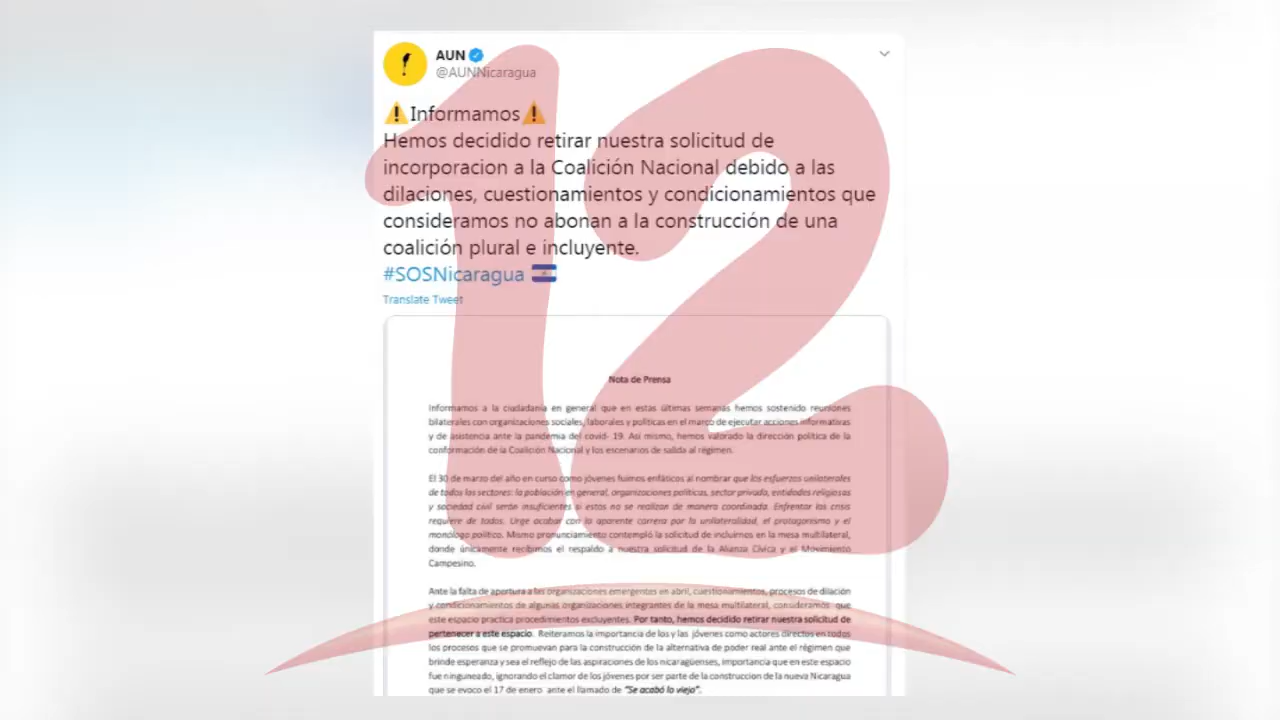 AUN
@AUNNicaragua
⚠Informamos⚠
Hemos decidido retirar nuestra solicitud de
incorporacion a la Coalición Nacional debido a las
dilaciones, cuestionamientos y condicionamientos que
consideramos no abonan a la construcción de una
coalición plural e incluyente.
#SOSNicaragua 🇳🇮
Translate Tweet
Nota de Prensa
Informamos a la ciudadanía en general que en estas últimas semanas hemos sostenido reuniones
bilaterales con organizaciones sociales, laborales y políticas en el marco de ejecutar acciones informativas
y de asistencia ante la pandemia del covid- 19. Así mismo, hemos valorado la dirección política de la
conformación de la Coalición Nacional y los escenarios de salida al régimen.
El 30 de marzo del año en curso como jóvenes fuimos enfáticos al nombrar que los esfuerzos unilaterales
de todos los sectores: la población en general, organizaciones políticas, sector privado, entidades religiosas
y sociedad civil serán insuficientes si estos no se realizan de manera coordinada. Enfrentar las crisis
requiere de todos. Urge acabar con la aparente carrera por la unilateralidad, el protagonismo y el
monólogo político. Mismo pronunciamiento contempló la solicitud de incluirnos en la mesa multilateral,
donde únicamente recibimos el respaldo a nuestra solicitud de la Alianza Cívica y el Movimiento
Campesino.
Ante la falta de apertura a las organizaciones emergentes en abril, cuestionamientos, procesos de dilación
y condicionamientos de algunas organizaciones integrantes de la mesa multilateral, consideramos que
este espacio practica procedimientos excluyentes. Por tanto, hemos decidido retirar nuestra solicitud de
pertenecer a este espacio. Reiteramos la importancia de los y las jóvenes como actores directos en todos
los procesos que se promuevan para la construcción de la alternativa de poder real ante el régimen que
brinde esperanza y sea el reflejo de las aspiraciones de los nicaragüenses, importancia que en este espacio
fue ninguneado, ignorando el clamor de los jóvenes por ser parte de la construccion de la nueva Nicaragua
que se evoco el 17 de enero ante el llamado de "Se acabó lo viejo".
12